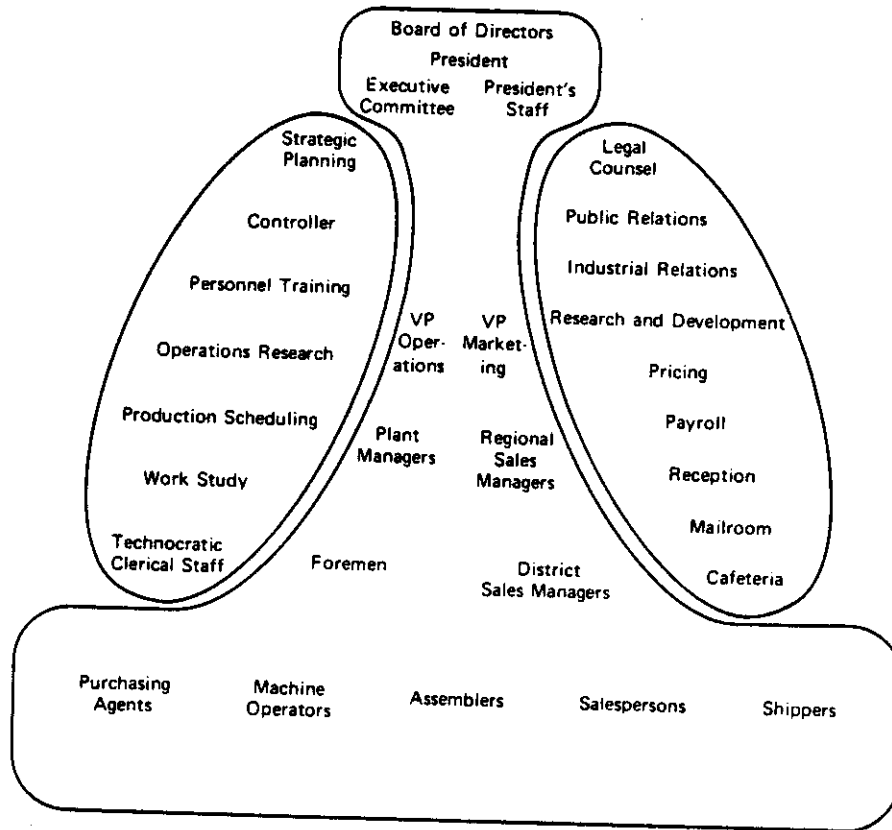 Board of Directors
President
Executive
Committee
President's
Staff
Strategic
Planning
Controller
Personnel Training
Operations Research
Production Scheduling
Work Study
Technocratic
Clerical Staff
VP
Oper-
ations
VP
Market-
ing
Plant
Managers
Regional
Sales
Managers
Foremen
District
Sales Managers
Legal
Counsel
Public Relations
Industrial Relations
Research and Development
Pricing
Payroll
Reception
Mailroom
Cafeteria
Purchasing
Agents
Machine
Operators
Assemblers
Salespersons
Shippers